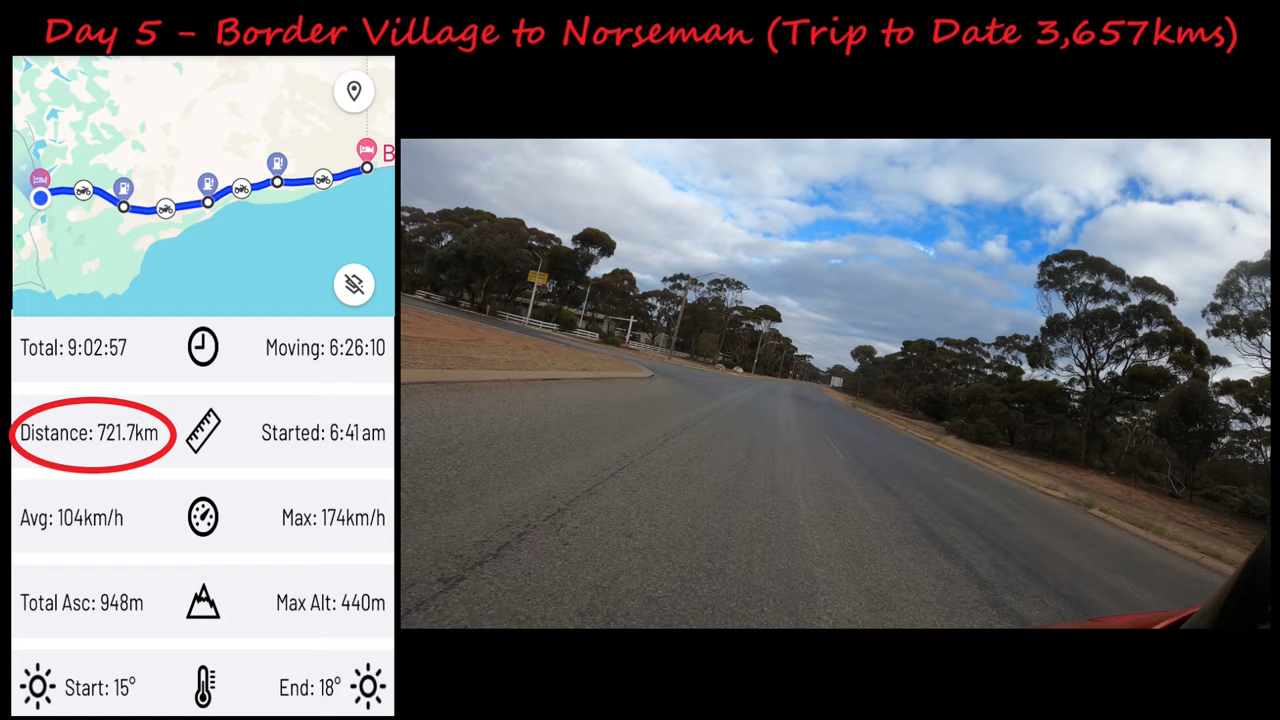 Day 5 - Border Village to Norseman (Trip to Date 3,657kms)
B
Total: 9:02:57
Moving: 6:26:10
Distance: 721.7km
Started: 6:41am
Avg: 104km/h
Max: 174km/h
Total Asc: 948m
Max Alt: 440m
Start: 15°
End: 18°